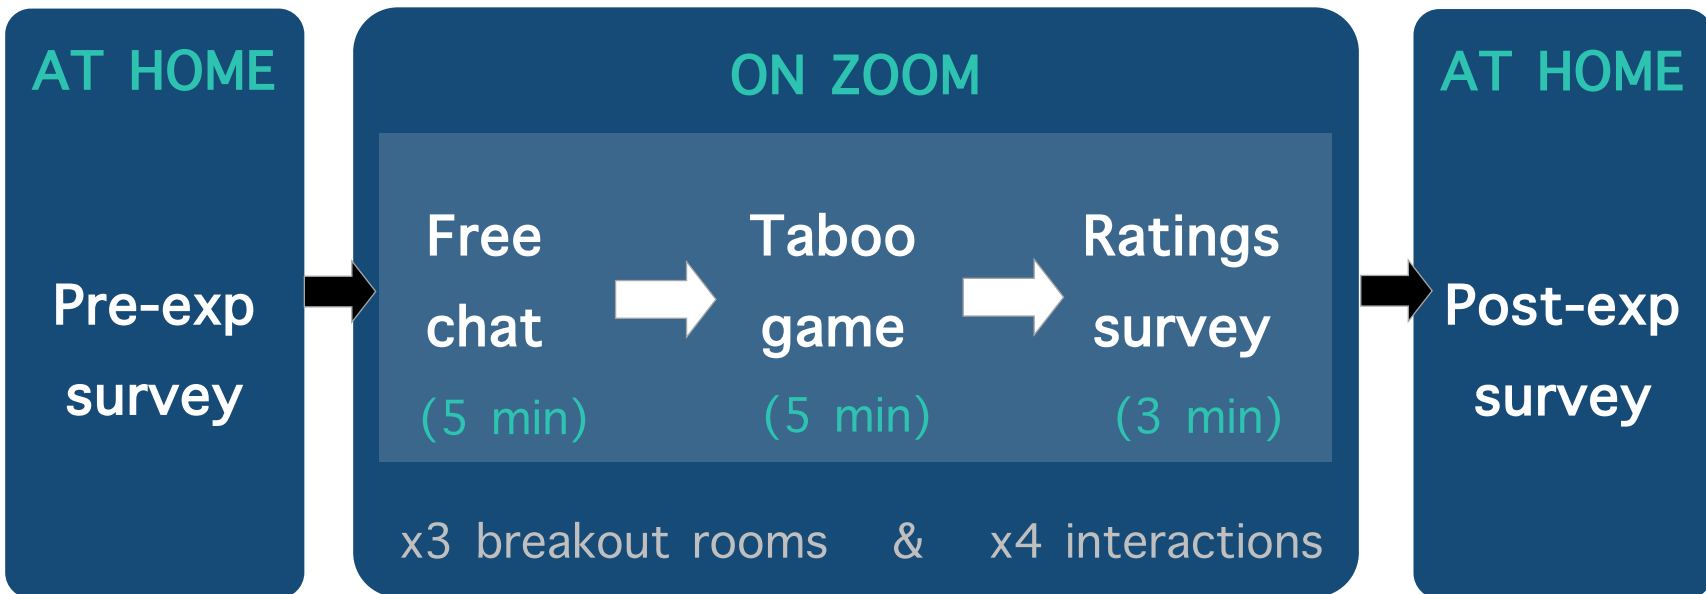 AT HOME
Pre-exp
survey
ON ZOOM
Free
chat
(5 min)
Taboo
game
(5 min)
Ratings
survey
(3 min)
x3 breakout rooms & x4 interactions
AT HOME
Post-exp
survey